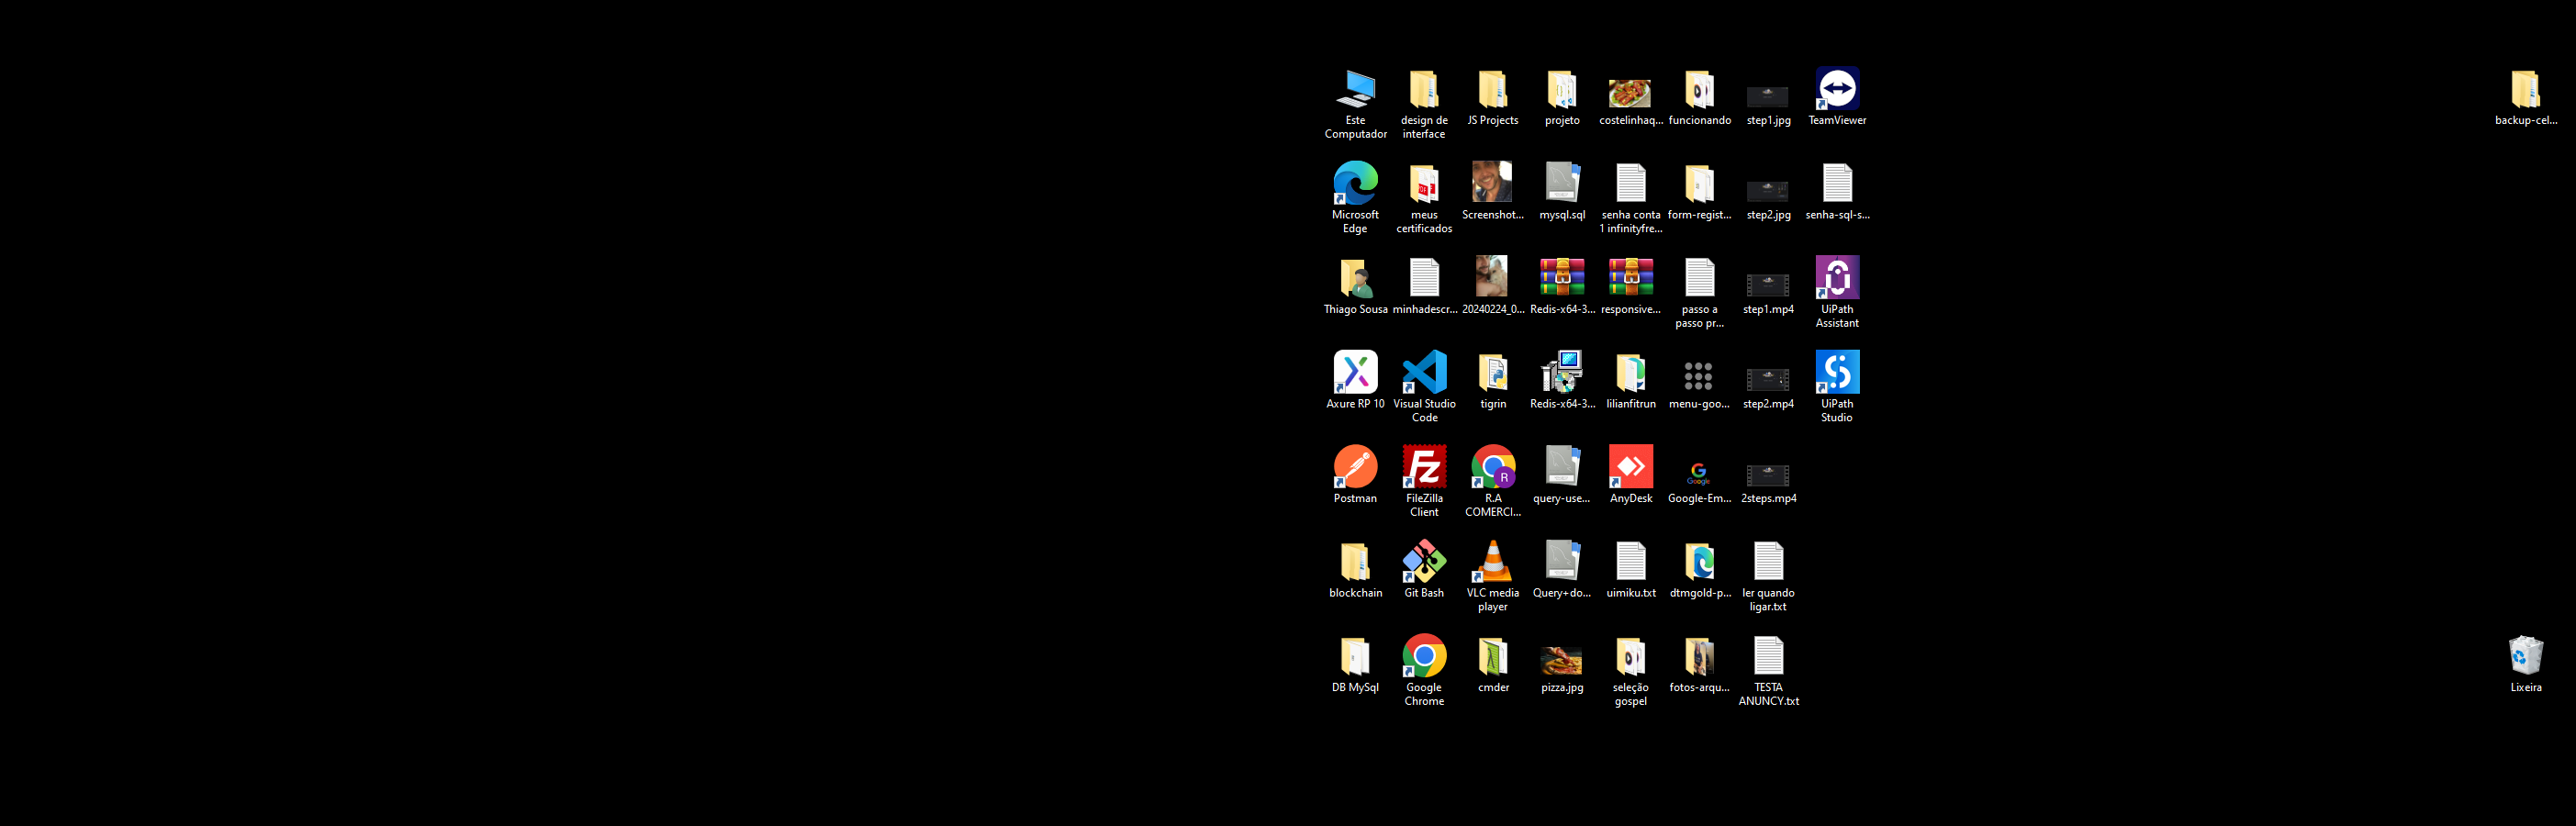 Este
Computador
design de
interface
JS Projects
projeto
costelinhaq...
funcionando
step1.jpg
TeamViewer
backup-cel...
Microsoft
Edge
meus
certificados
Screenshot...
mysql.sql
senha conta
1 infinityfre...
form-regist...
step2.jpg
senha-sql-s...
Thiago Sousa
minhadescr...
20240224_0...
Redis-x64-3...
responsive...
passo a
passo pr...
step1.mp4
UiPath
Assistant
Axure RP 10
Visual Studio
Code
tigrin
Redis-x64-3...
lilianfitrun
menu-goo...
step2.mp4
UiPath
Studio
Postman
FileZilla
Client
R
R.A
COMERCI...
query-use...
AnyDesk
Google
Google-Em...
2steps.mp4
blockchain
Git Bash
VLC media
player
Query+do...
uimiku.txt
dtmgold-p...
ler quando
ligar.txt
DB MySql
Google
Chrome
cmder
pizza.jpg
seleção
gospel
fotos-arqu...
TESTA
ANUNCY.txt
Lixeira